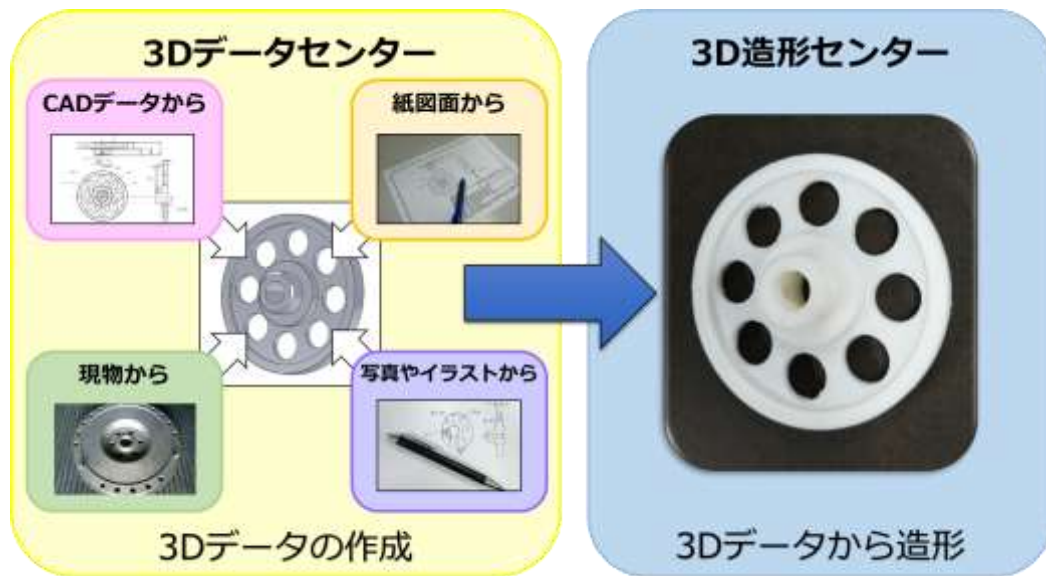 3Dデータセンター
CADデータから
紙図面から
現物から
写真やイラストから
3Dデータの作成
3D造形センター
3Dデータから造形